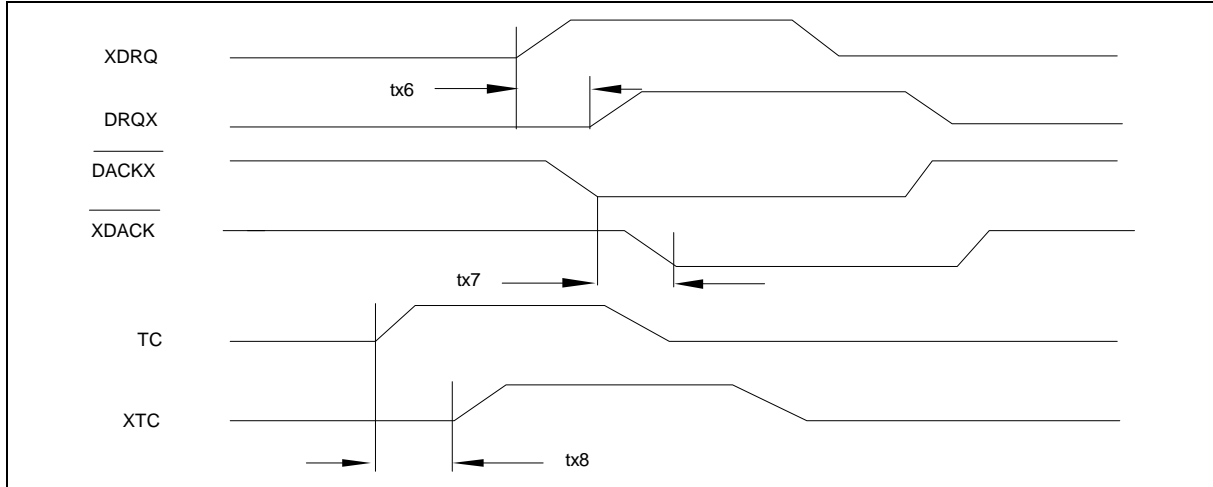 XDRQ
tx6
DRQX
DACKX
XDACK
tx7
TC
XTC
tx8